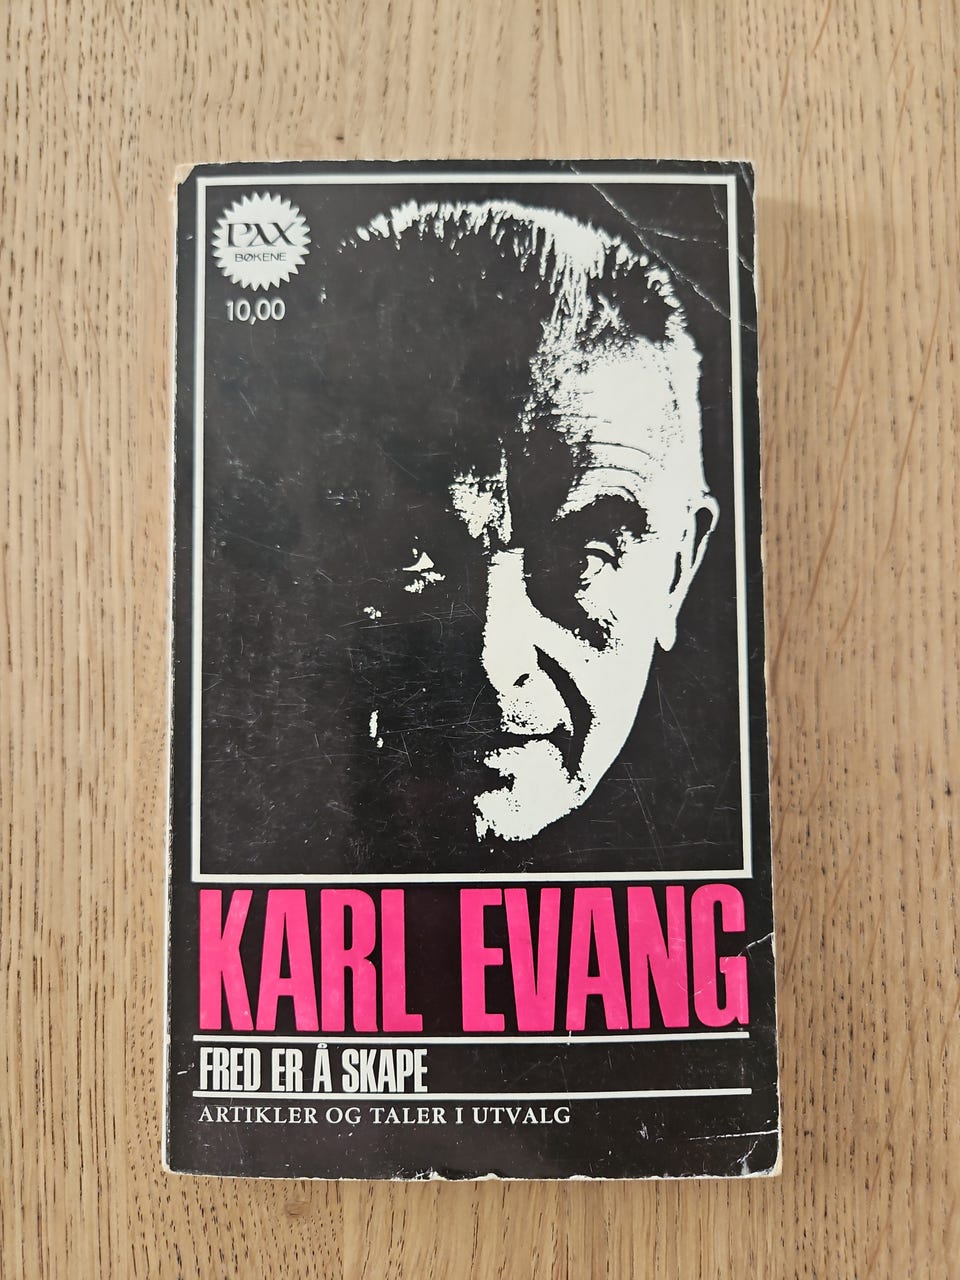 PAX
BØKENE
10,00
KARL EVANG
FRED ER Å SKAPE
ARTIKLER OG TALER I UTVALG